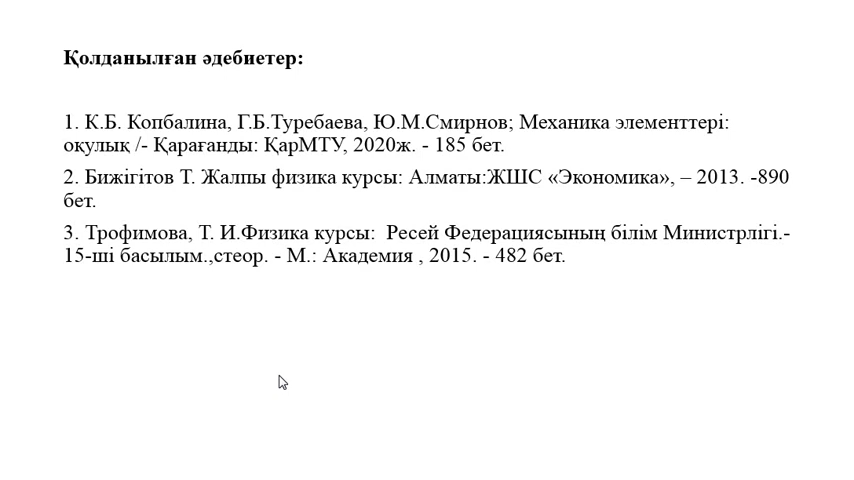 Қолданылған әдебиетер:
1. К.Б. Копбалина, Г.Б.Туребаева, Ю.М.Смирнов; Механика элементтері:
оқулық /- Қарағанды: ҚарМТУ, 2020ж. - 185 бет.
2. Бижігітов Т. Жалпы физика курсы: Алматы:ЖШС «Экономика», – 2013. -890
бет.
3. Трофимова, Т. И.Физика курсы:  Ресей Федерациясының білім Министрлігі.-
15-ші басылым.,стеор. - М.: Академия , 2015. - 482 бет.